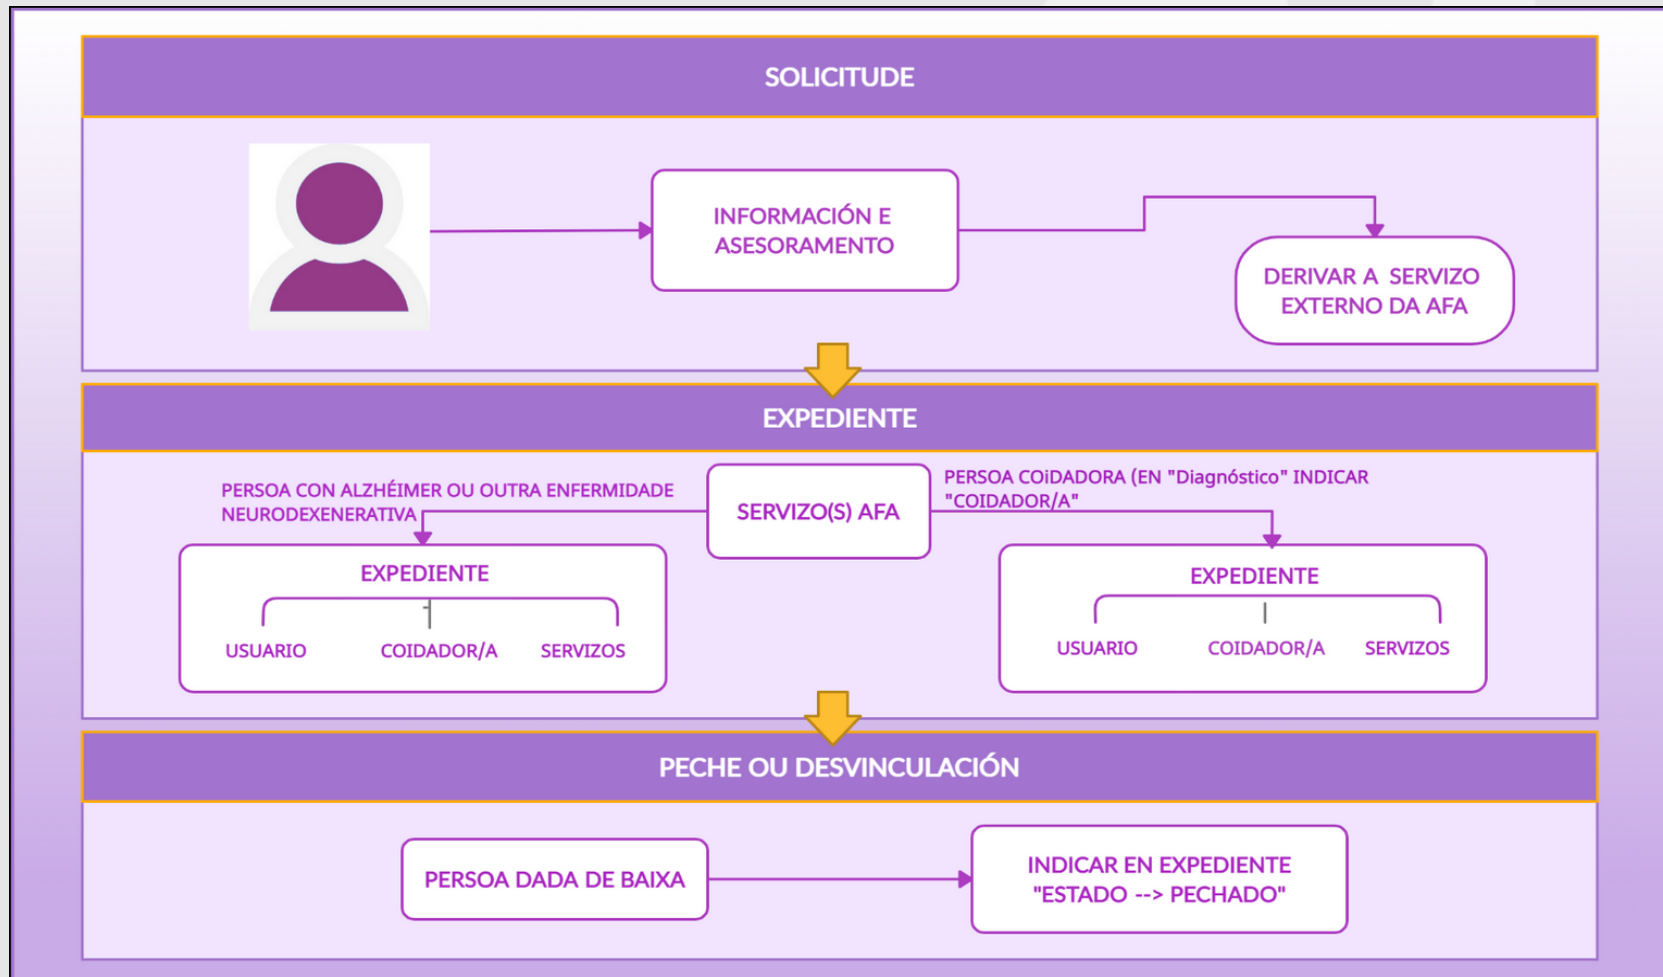 SOLICITUDE
INFORMACIÓN E
ASESORAMENTO
DERIVAR A SERVIZO
EXTERNO DA AFA
EXPEDIENTE
PERSOA CON ALZHÉIMER OU OUTRA ENFERMIDADE
NEURODEXENERATIVA
SERVIZO(S) AFA
PERSOA COiDADORA (EN "Diagnóstico" INDICAR
"COIDADOR/A"
EXPEDIENTE
USUARIO COIDADOR/A SERVIZOS
EXPEDIENTE
USUARIO COIDADOR/A SERVIZOS
PECHE OU DESVINCULACIÓN
PERSOA DADA DE BAIXA
INDICAR EN EXPEDIENTE
"ESTADO --> PECHADO"